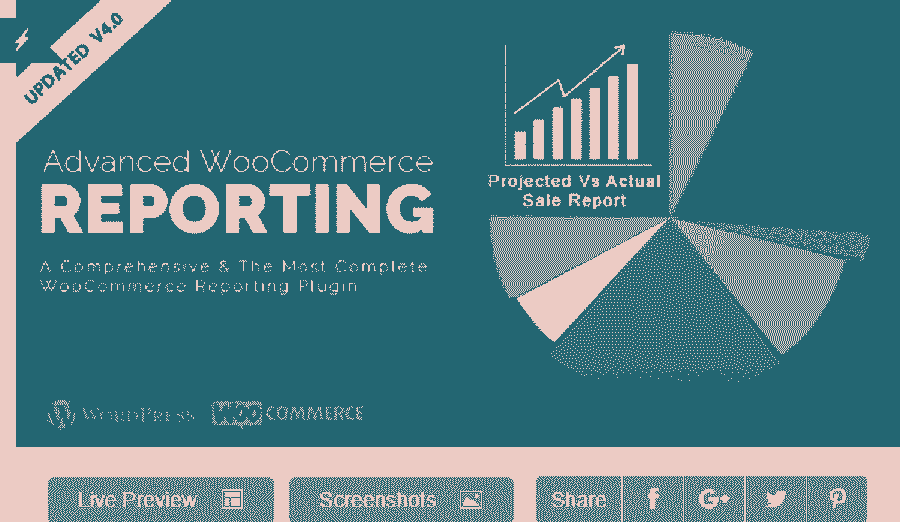 UPDATED V4.0
Advanced WooCommerce
REPORTING
A Comprehensive & The Most Complete
WooCommerce Reporting Plugin
Projected Vs Actual
Sale Report
WORDPRESS
WOO COMMERCE
Live Preview
Screenshots
Share
f
G+